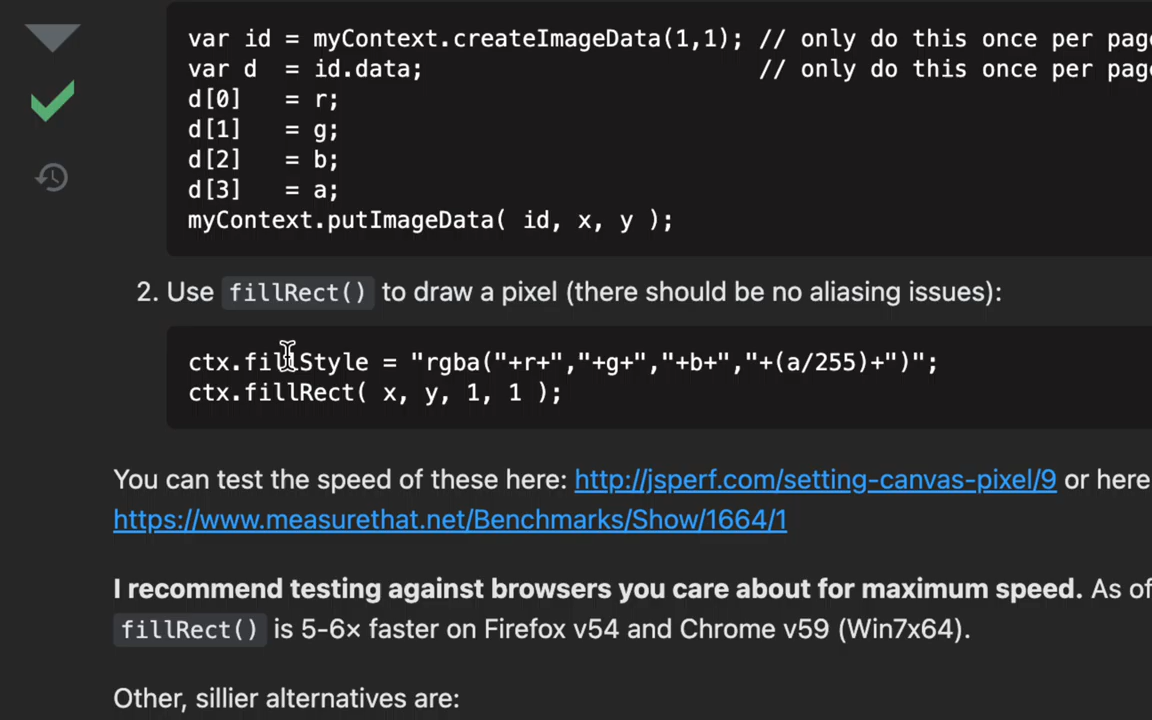 var id = myContext.createImageData(1,1); // only do this once per pag
var d  = id.data;                        // only do this once per pag
d[0]   = r;
d[1]   = g;
d[2]   = b;
d[3]   = a;
myContext.putImageData( id, x, y );
2. Use fillRect() to draw a pixel (there should be no aliasing issues):
ctx.fillStyle = "rgba("+r+","+g+","+b+","+(a/255)+")";
ctx.fillRect( x, y, 1, 1 );
You can test the speed of these here: http://jsperf.com/setting-canvas-pixel/9 or here
https://www.measurethat.net/Benchmarks/Show/1664/1
I recommend testing against browsers you care about for maximum speed. As of
fillRect() is 5-6× faster on Firefox v54 and Chrome v59 (Win7x64).
Other, sillier alternatives are: